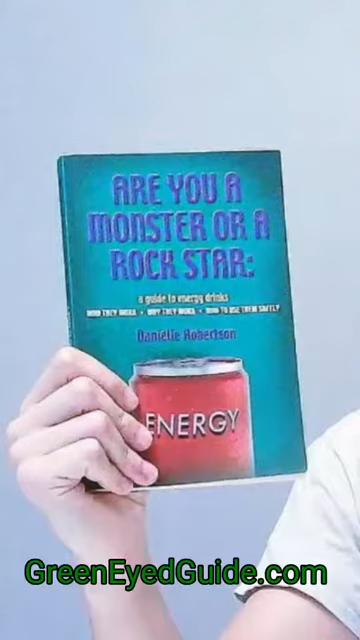 ARE YOU A
MONSTER OR A
ROCK STAR:
a guide to energy drinks
HOW THEY WORK • WHY THEY WORK • HOW TO USE THEM SAFELY
Danielle Robertson
ENERGY
GreenEyedGuide.com